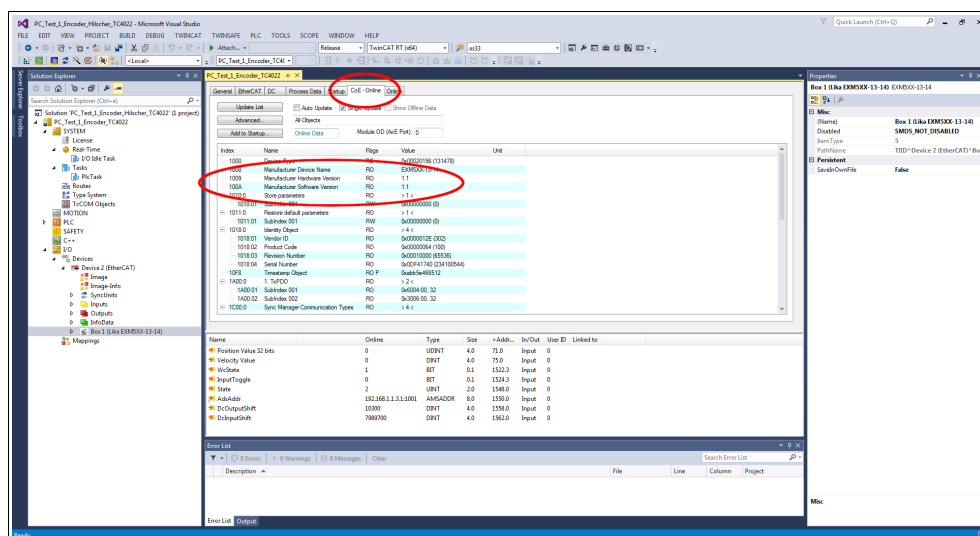 PC_Test_1_Encoder_Hilscher_TC4022 - Microsoft Visual Studio
Quick Launch (Ctrl+Q)
FILE EDIT VIEW PROJECT BUILD DEBUG TWINCAT TWINSAFE PLC TOOLS SCOPE WINDOW HELP
Attach... Release TwinCAT RT (x64) as33
<Local>
Server Explorer
Toolbox
Solution Explorer
Search Solution Explorer (Ctrl+è)
Solution 'PC_Test_1_Encoder_Hilscher_TC4022' (1 project)
PC_Test_1_Encoder_TC4022
SYSTEM
License
Real-Time
I/O Idle Task
Tasks
PlcTask
Routes
Type System
TcCOM Objects
MOTION
PLC
SAFETY
C++
I/O
Devices
Device 2 (EtherCAT)
Image
Image-Info
SyncUnits
Inputs
Outputs
InfoData
Box 1 (Lika EXM5XX-13-14)
Mappings
PC_Test_1_Encoder_TC4022
General EtherCAT DC Process Data Startup CoE - Online Online
Update List Auto Update Show Offline Data
Advanced... All Objects
Add to Startup... Online Data Module OD (AoE Port): 0
Index Name Flags Value Unit
1000 Device Type RO 0x00020196 (131478)
1008 Manufacturer Device Name RO EXM5XX-13-14
1009 Manufacturer Hardware Version RO 1.1
100A Manufacturer Software Version RO 1.1
1010:0 Store parameters RO > 1 <
1010:01 SubIndex 001 RW 0x00000000 (0)
1011:0 Restore default parameters RO > 1 <
1011:01 SubIndex 001 RW 0x00000000 (0)
1018:0 Identity Object RO > 4 <
1018:01 Vendor ID RO 0x0000012E (302)
1018:02 Product Code RO 0x00000064 (100)
1018:03 Revision Number RO 0x00010000 (65536)
1018:04 Serial Number RO 0x0DF41740 (234100544)
10F8 Timestamp Object RO P 0xabb5e466512
1A00:0 1. TxPDO RO > 2 <
1A00:01 SubIndex 001 RO 0x6004:00, 32
1A00:02 SubIndex 002 RO 0x3006:00, 32
1C00:0 Sync Manager Communication Types RO > 4 <
Name Online Type Size >Addr... In/Out User ID Linked to
Position Value 32 bits 0 UDINT 4.0 71.0 Input 0
Velocity Value 0 DINT 4.0 75.0 Input 0
WcState 1 BIT 0.1 1522.3 Input 0
InputToggle 0 BIT 0.1 1524.3 Input 0
State 2 UINT 2.0 1548.0 Input 0
AdsAddr 192.168.1.1.3.1:1001 AMSADDR 8.0 1550.0 Input 0
DcOutputShift 10300 DINT 4.0 1558.0 Input 0
DcInputShift 7989700 DINT 4.0 1562.0 Input 0
Error List
0 Errors 0 Warnings 0 Messages Clear
Search Error List
Description File Line Column Project
Error List Output
Properties
Box 1 (Lika EXM5XX-13-14) EXM5XX-13-14
Misc
(Name) Box 1 (Lika EXM5XX-13-14)
Disabled SMDS_NOT_DISABLED
ItemType 5
PathName TIID^Device 2 (EtherCAT)^Bo
Persistent
SaveInOwnFile False
Misc
Ready